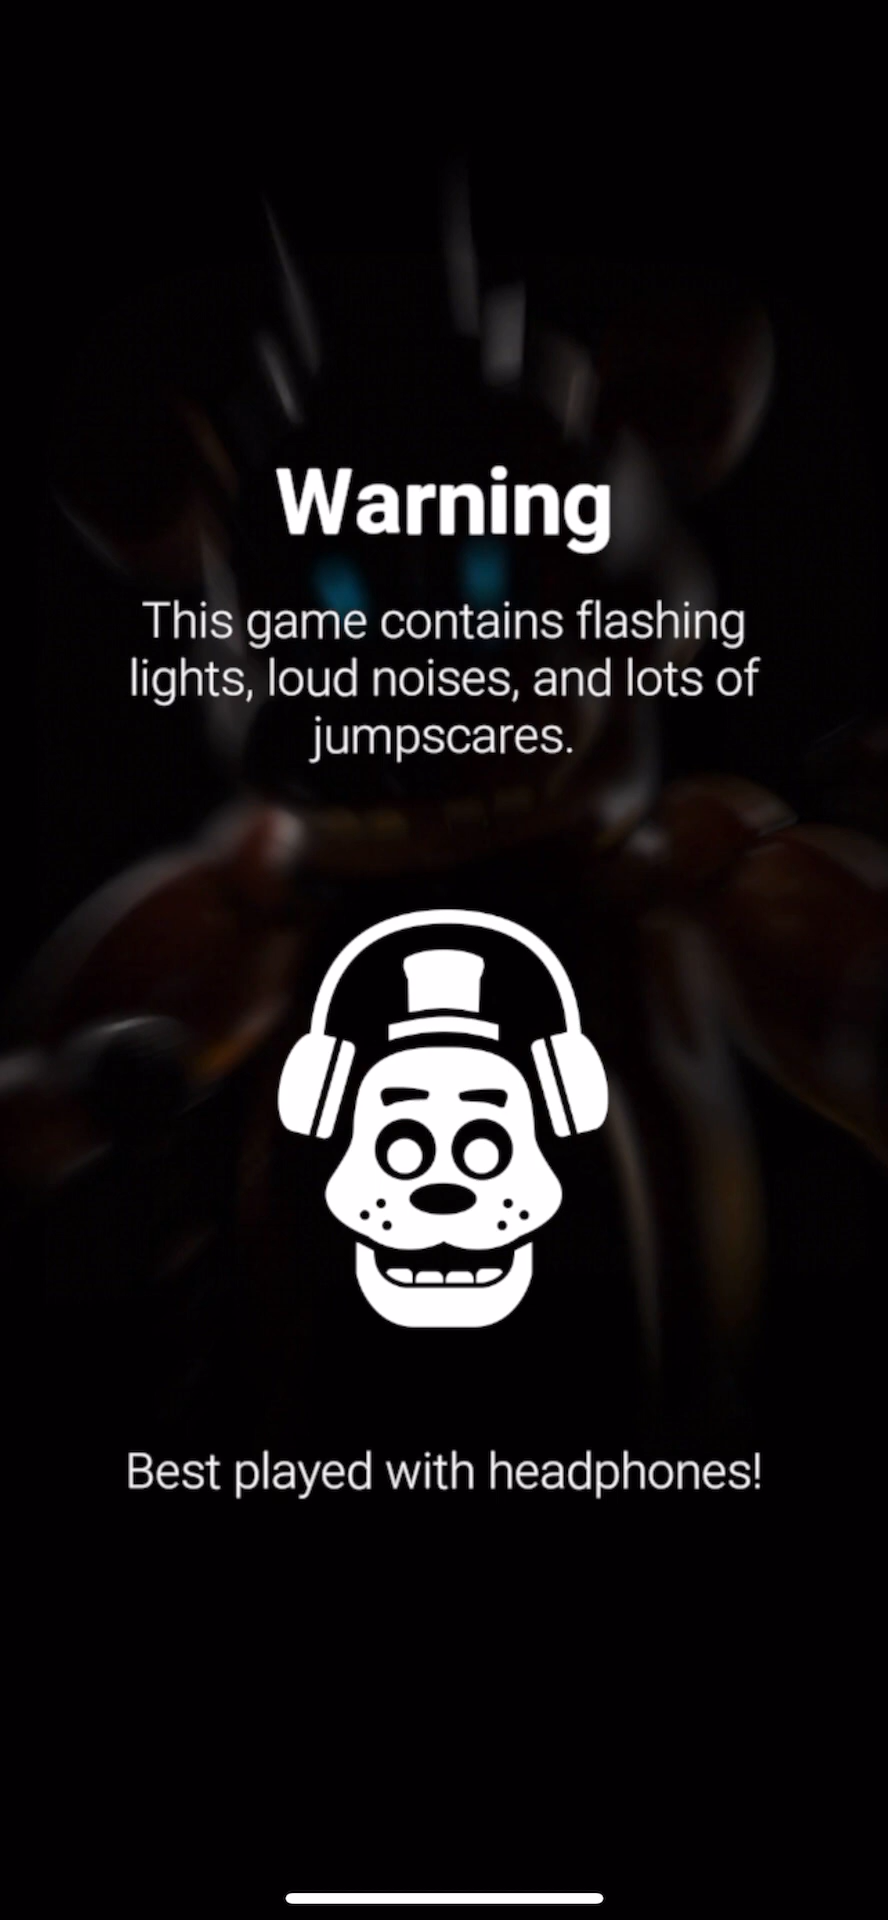 Warning
This game contains flashing
lights, loud noises, and lots of
jumpscares.
Best played with headphones!